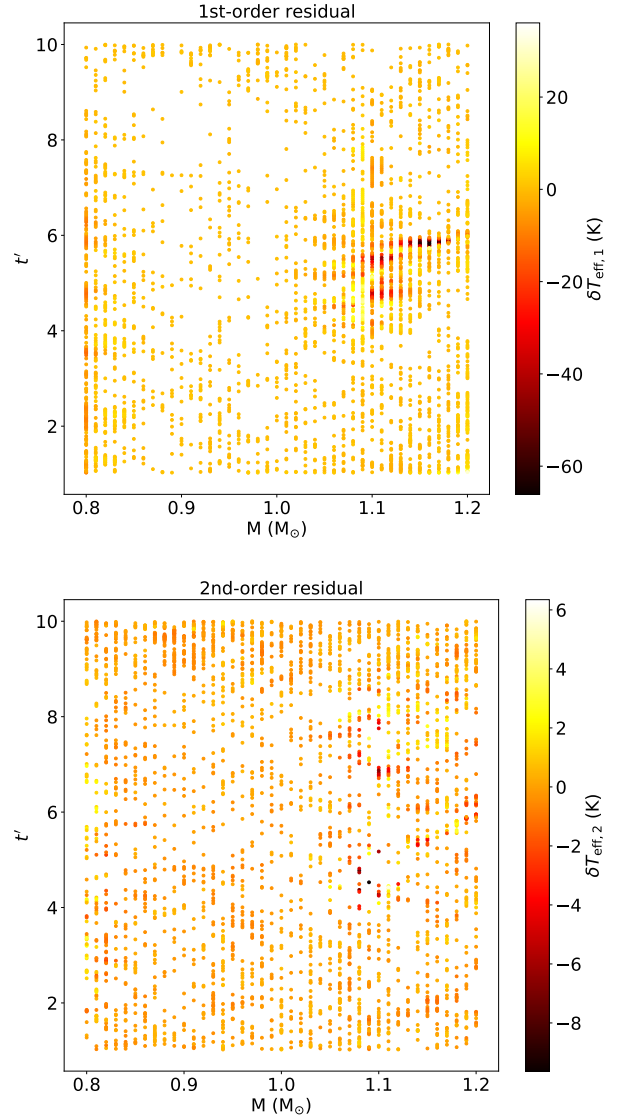 1st-order residual
10
8
6
4
2
t′
0.8 0.9 1.0 1.1 1.2
M (M⊙)
20
0
−20
−40
−60
δTeff,1 (K)
2nd-order residual
10
8
6
4
2
t′
0.8 0.9 1.0 1.1 1.2
M (M⊙)
6
4
2
0
−2
−4
−6
−8
δTeff,2 (K)